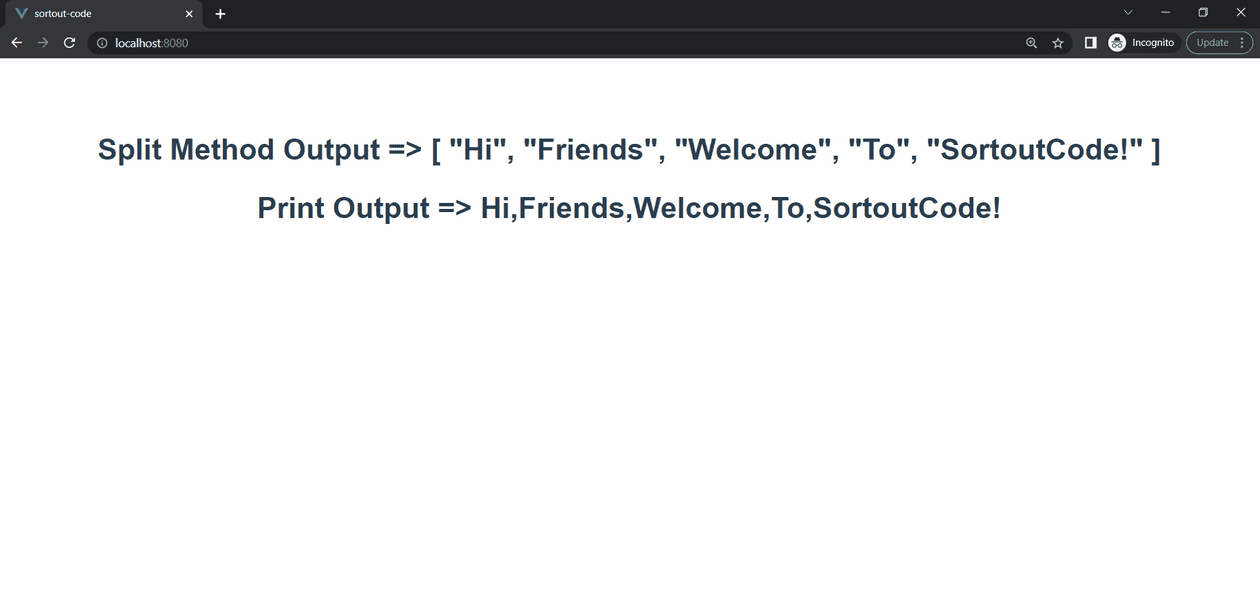 sortout-code
localhost:8080
Incognito
Update
Split Method Output => [ "Hi", "Friends", "Welcome", "To", "SortoutCode!" ]
Print Output => Hi,Friends,Welcome,To,SortoutCode!